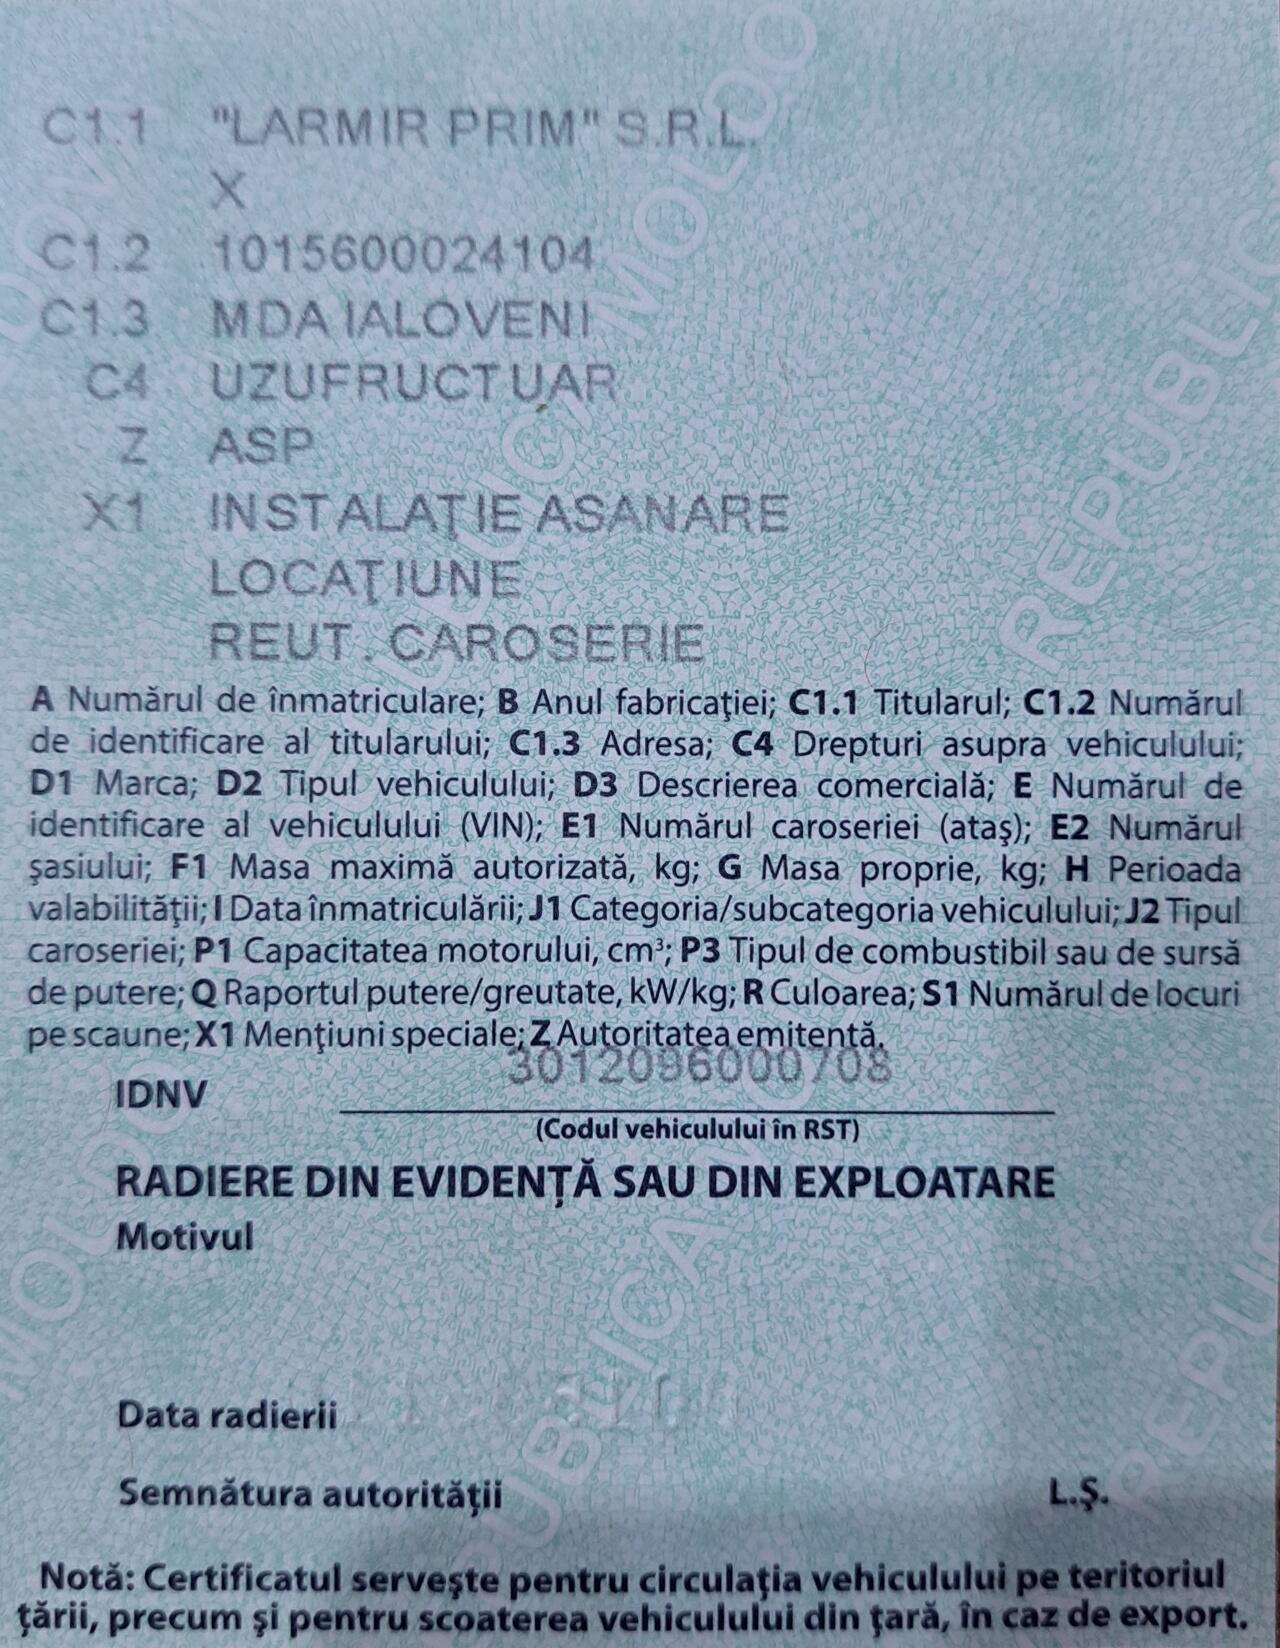 C1.1 "LARMIR PRIM" S.R.L.
X
C1.2 1015600024104
C1.3 MDA IALOVENI
C4 UZUFRUCTUAR
Z ASP
X1 INSTALAŢIE ASANARE
LOCAŢIUNE
REUT. CAROSERIE
A Numărul de înmatriculare; B Anul fabricaţiei; C1.1 Titularul; C1.2 Numărul
de identificare al titularului; C1.3 Adresa; C4 Drepturi asupra vehiculului;
D1 Marca; D2 Tipul vehiculului; D3 Descrierea comercială; E Numărul de
identificare al vehiculului (VIN); E1 Numărul caroseriei (ataş); E2 Numărul
şasiului; F1 Masa maximă autorizată, kg; G Masa proprie, kg; H Perioada
valabilităţii; I Data înmatriculării; J1 Categoria/subcategoria vehiculului; J2 Tipul
caroseriei; P1 Capacitatea motorului, cm³; P3 Tipul de combustibil sau de sursă
de putere; Q Raportul putere/greutate, kW/kg; R Culoarea; S1 Numărul de locuri
pe scaune; X1 Menţiuni speciale; Z Autoritatea emitentă.
3012096000708
IDNV
(Codul vehiculului în RST)
RADIERE DIN EVIDENŢĂ SAU DIN EXPLOATARE
Motivul
Data radierii
Semnătura autorităţii L.Ş.
Notă: Certificatul serveşte pentru circulaţia vehiculului pe teritoriul
ţării, precum şi pentru scoaterea vehiculului din ţară, în caz de export.
REPUBLICA MOLDOVA